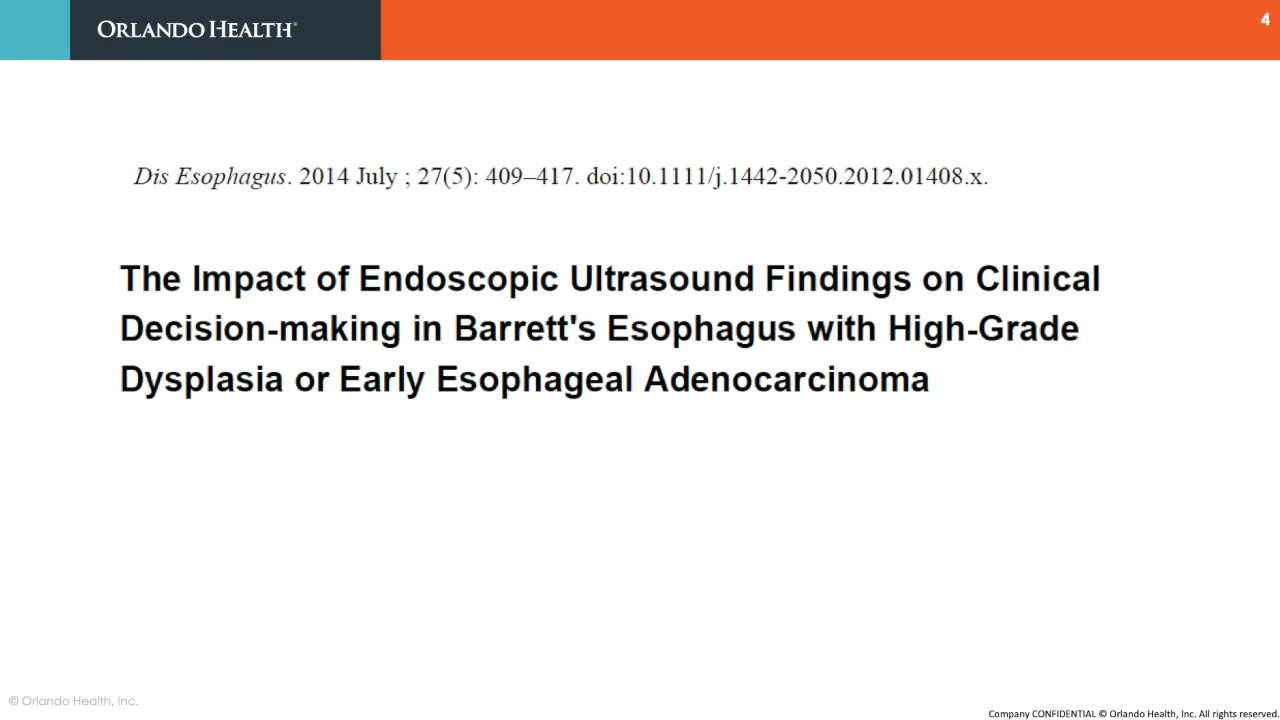 ORLANDO HEALTH®
4
Dis Esophagus. 2014 July ; 27(5): 409–417. doi:10.1111/j.1442-2050.2012.01408.x.
The Impact of Endoscopic Ultrasound Findings on Clinical
Decision-making in Barrett's Esophagus with High-Grade
Dysplasia or Early Esophageal Adenocarcinoma
© Orlando Health, Inc.
Company CONFIDENTIAL © Orlando Health, Inc. All rights reserved.